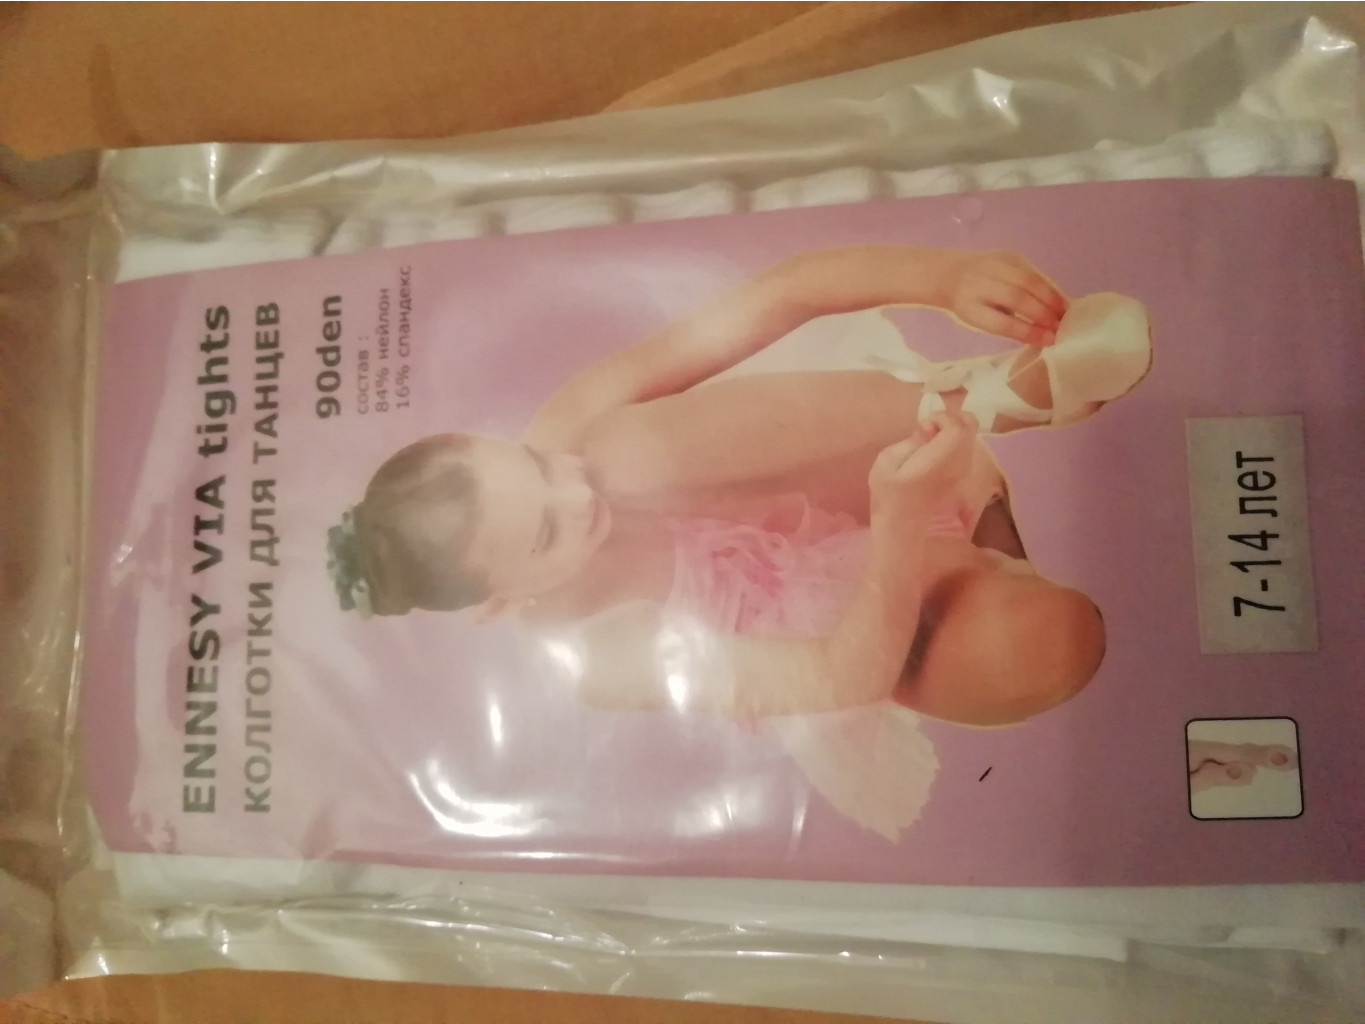 ENNESY VIA tights
КОЛГОТКИ ДЛЯ ТАНЦЕВ
90den
состав :
84% нейлон
16% спандекс
7-14 лет